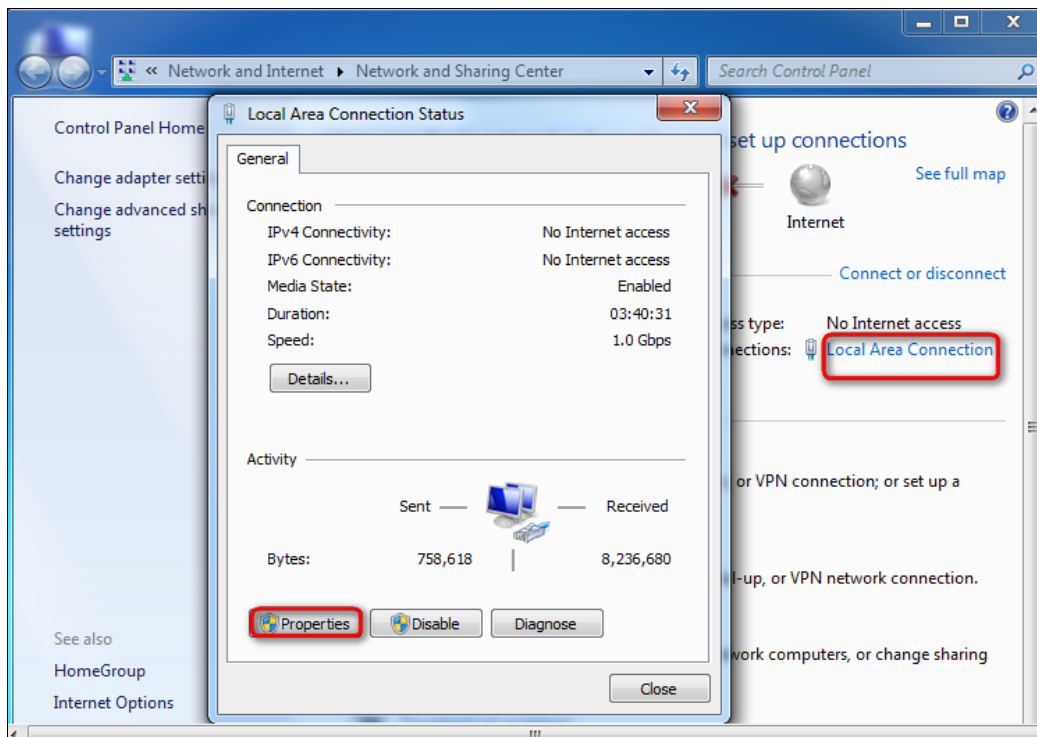 « Network and Internet ▸ Network and Sharing Center
Search Control Panel
Control Panel Home
Change adapter setti
Change advanced sh
settings
See also
HomeGroup
Internet Options
Local Area Connection Status
General
Connection
IPv4 Connectivity: No Internet access
IPv6 Connectivity: No Internet access
Media State: Enabled
Duration: 03:40:31
Speed: 1.0 Gbps
Details...
Activity
Sent Received
Bytes: 758,618 8,236,680
Properties Disable Diagnose
Close
set up connections
See full map
Internet
Connect or disconnect
ss type: No Internet access
nections: Local Area Connection
or VPN connection; or set up a
l-up, or VPN network connection.
work computers, or change sharing